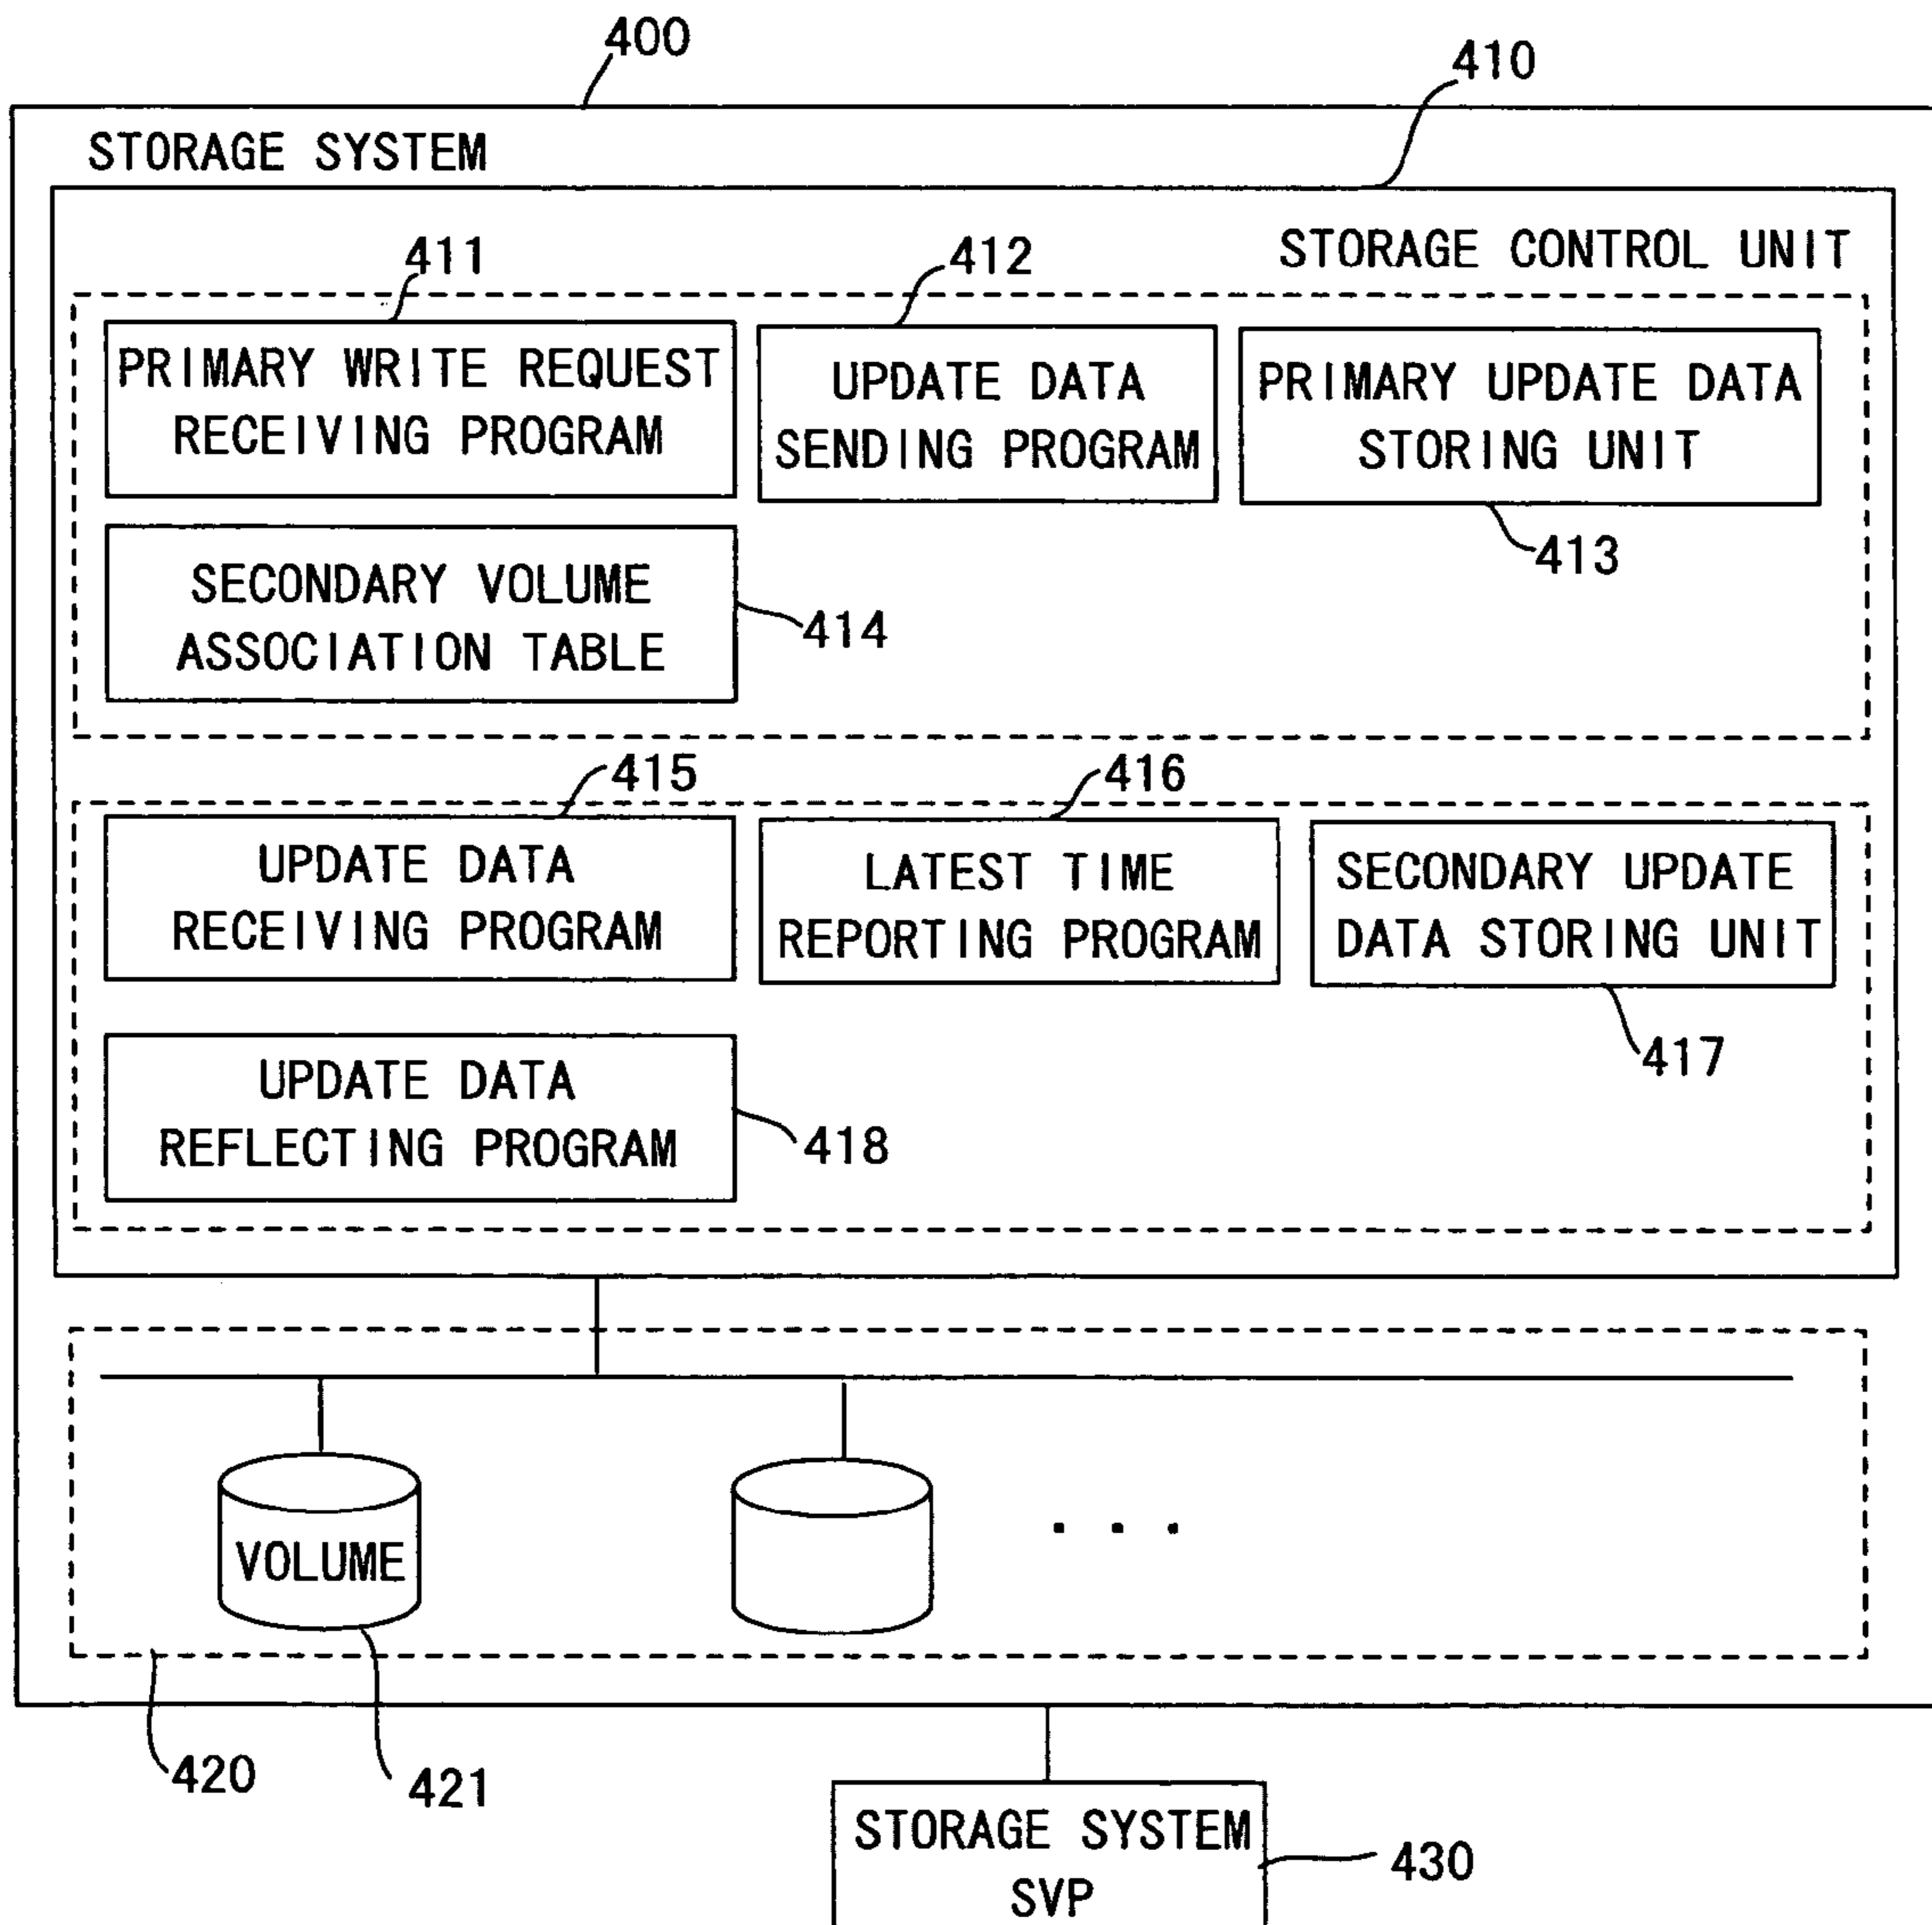 400
410
STORAGE SYSTEM
STORAGE CONTROL UNIT
411
412
PRIMARY WRITE REQUEST
RECEIVING PROGRAM
UPDATE DATA
SENDING PROGRAM
PRIMARY UPDATE DATA
STORING UNIT
413
SECONDARY VOLUME
ASSOCIATION TABLE
414
415
416
UPDATE DATA
RECEIVING PROGRAM
LATEST TIME
REPORTING PROGRAM
SECONDARY UPDATE
DATA STORING UNIT
417
UPDATE DATA
REFLECTING PROGRAM
418
VOLUME
. . .
420
421
STORAGE SYSTEM
SVP
430